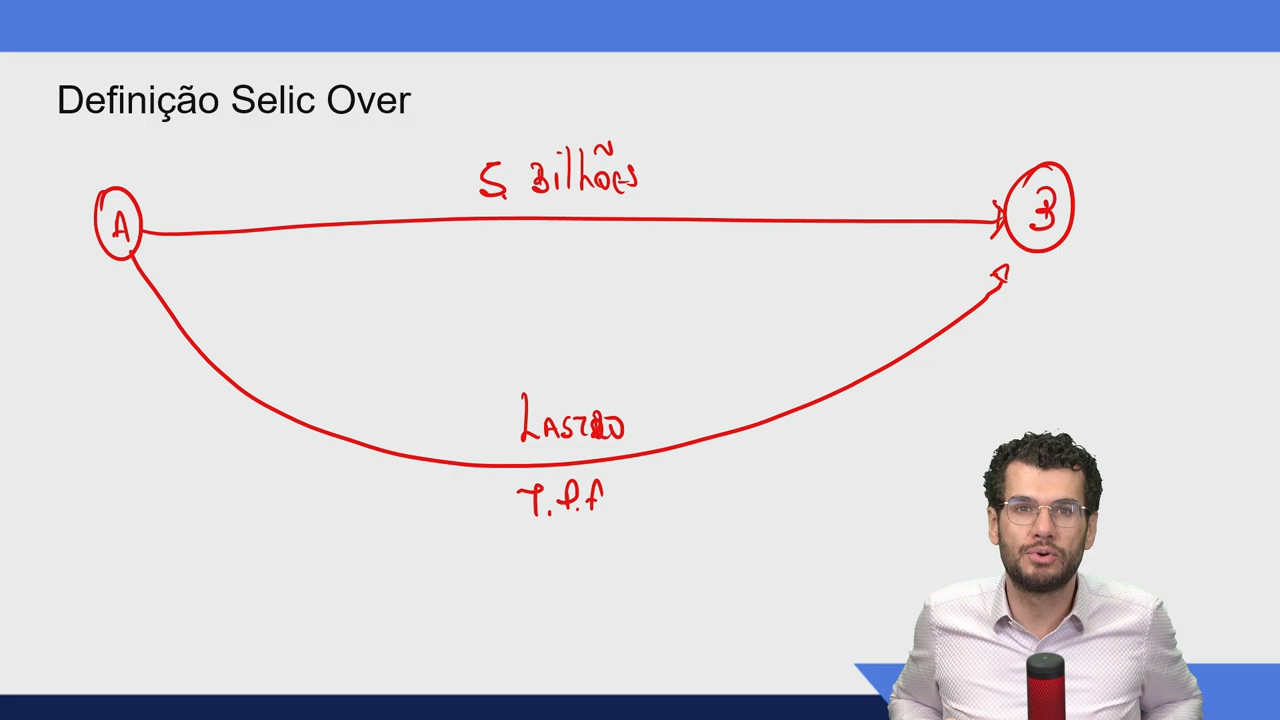 Definição Selic Over
5 Bilhões
A
B
LASTRO
T.P.F